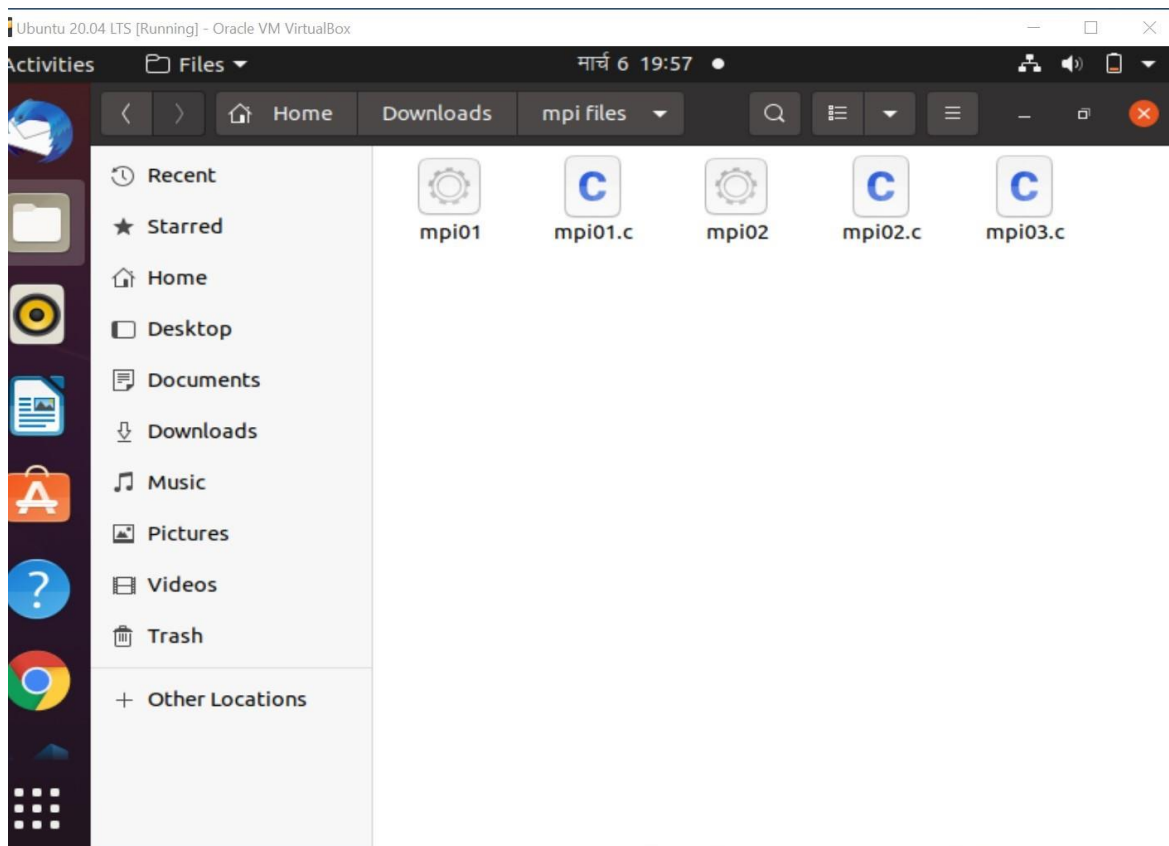 Ubuntu 20.04 LTS [Running] - Oracle VM VirtualBox
Activities Files मार्च 6 19:57
Home Downloads mpi files
Recent
Starred
Home
Desktop
Documents
Downloads
Music
Pictures
Videos
Trash
+ Other Locations
mpi01 mpi01.c mpi02 mpi02.c mpi03.c